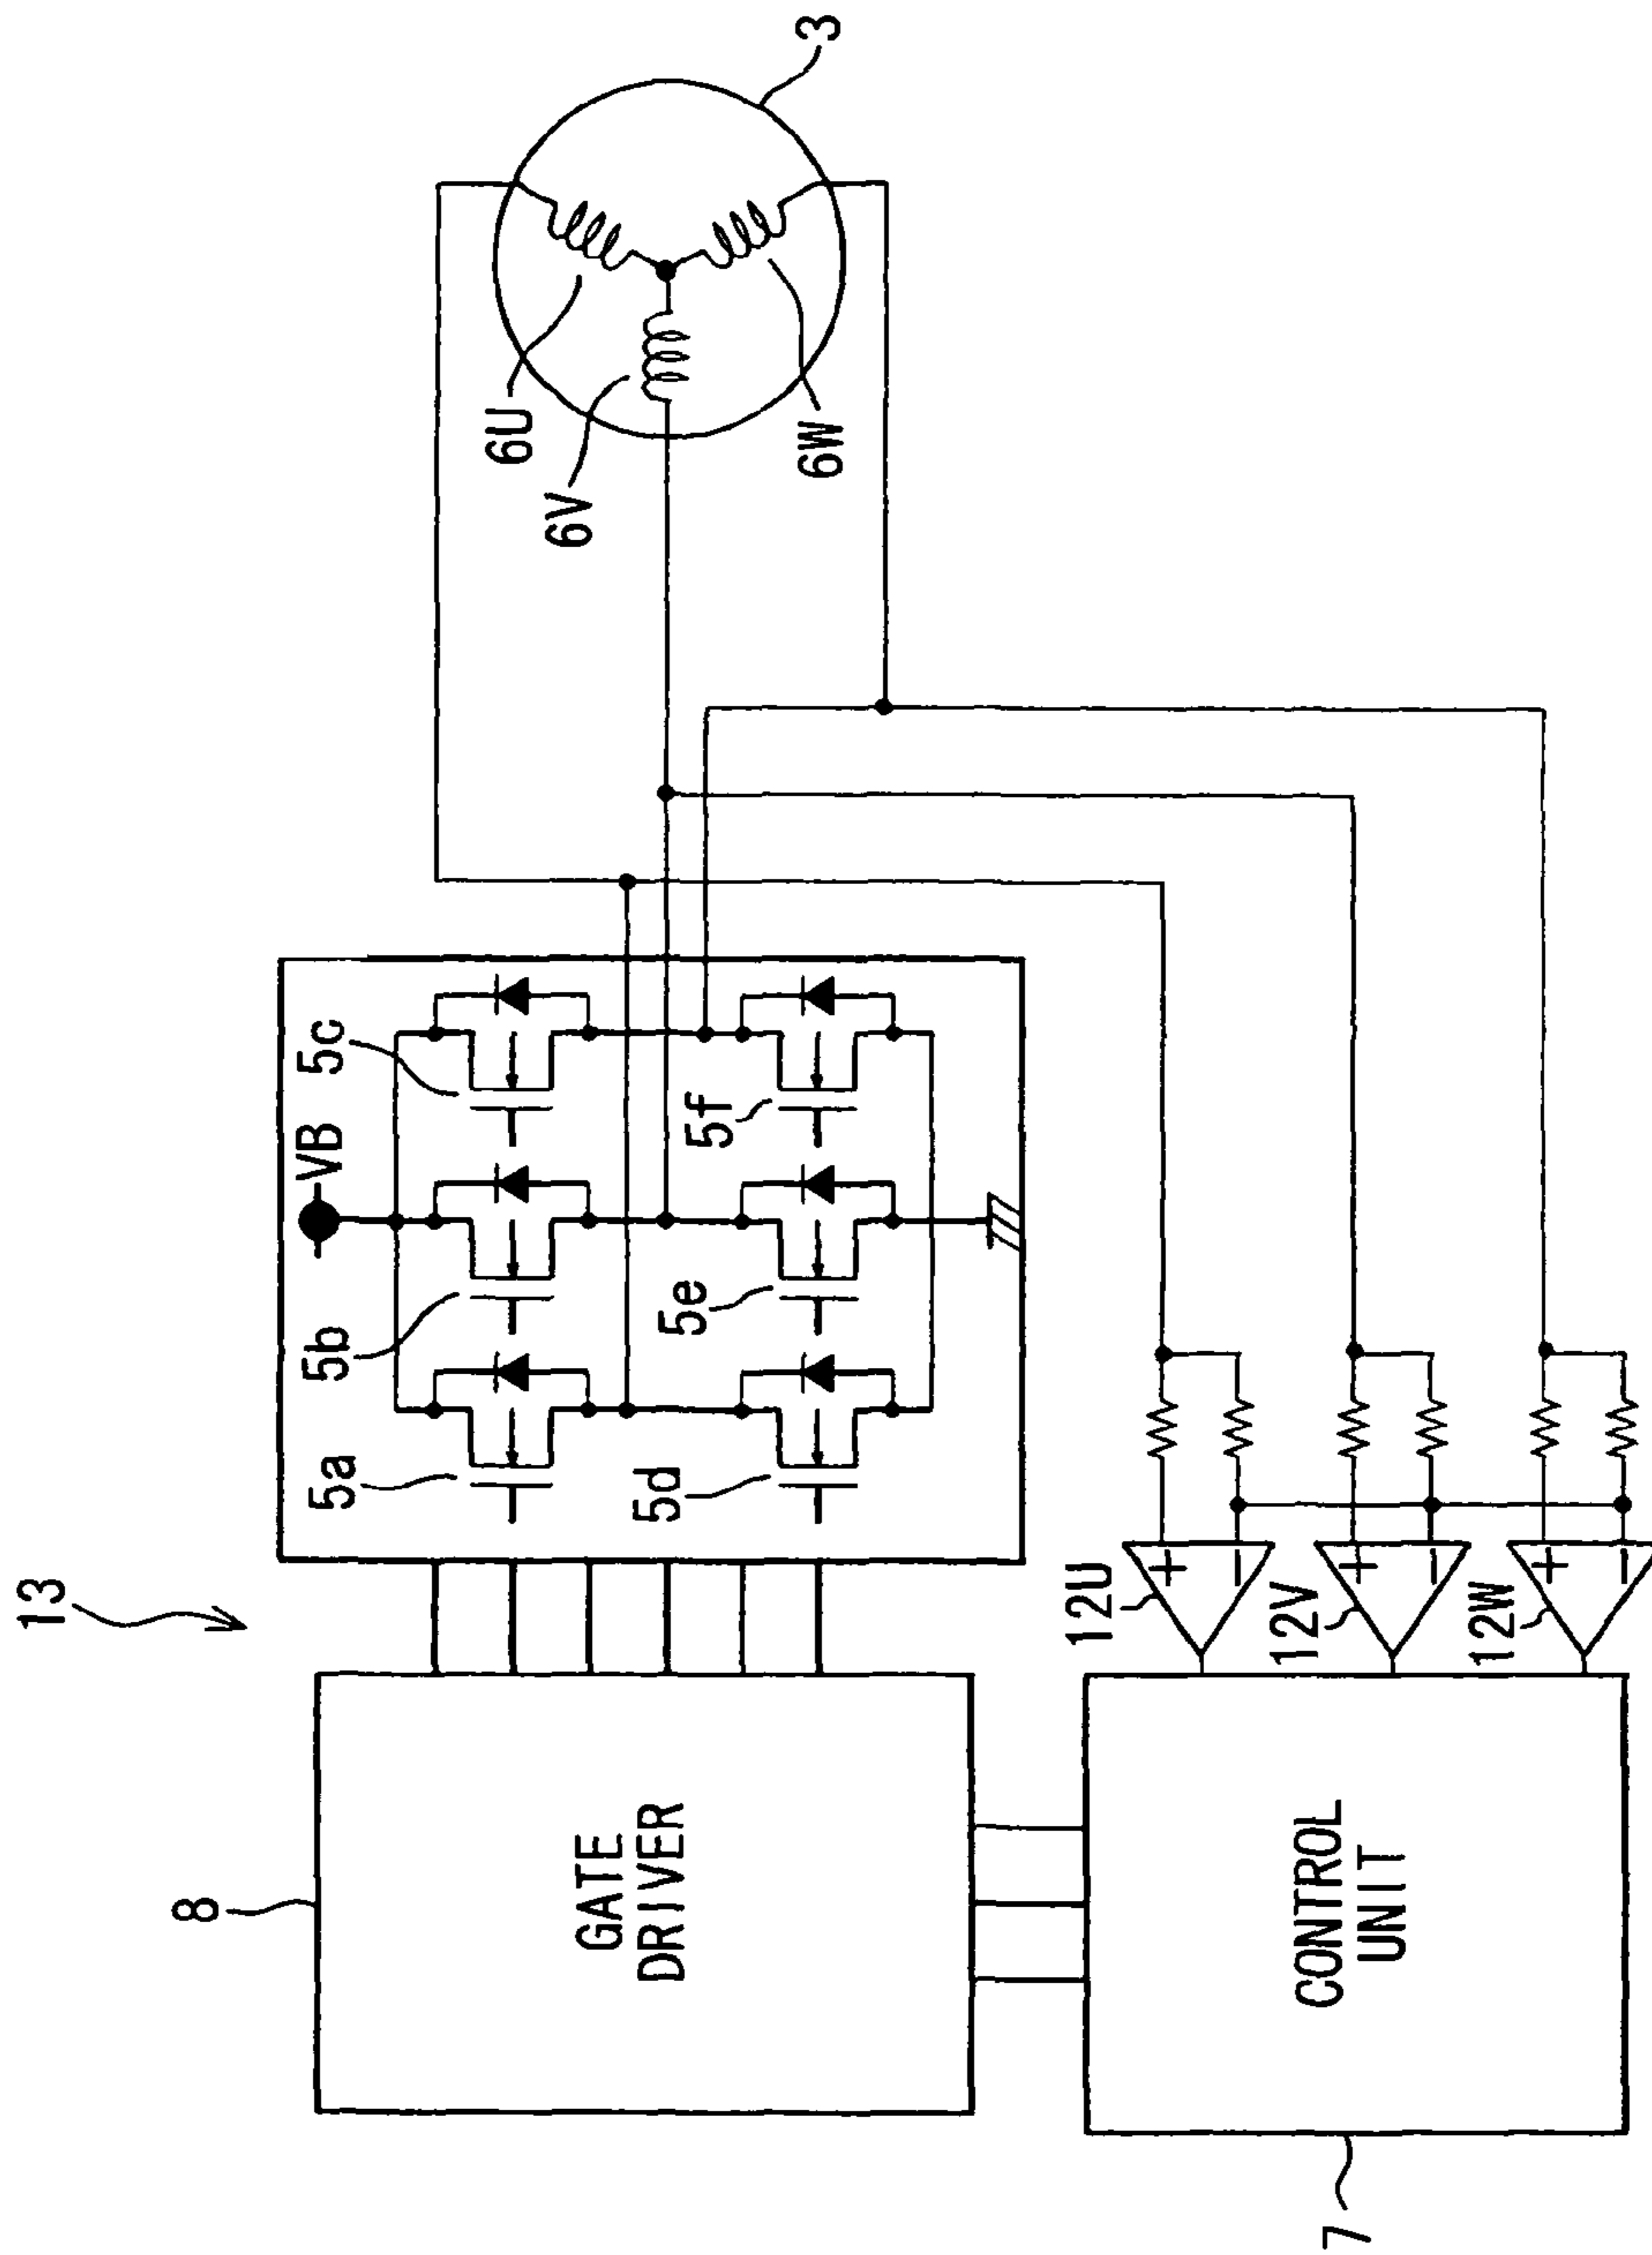 13
8
GATE
DRIVER
VB
5a
5b
5c
5d
5e
5f
3
6U
6V
6W
7
CONTROL
UNIT
12U
+
−
12V
+
−
12W
+
−